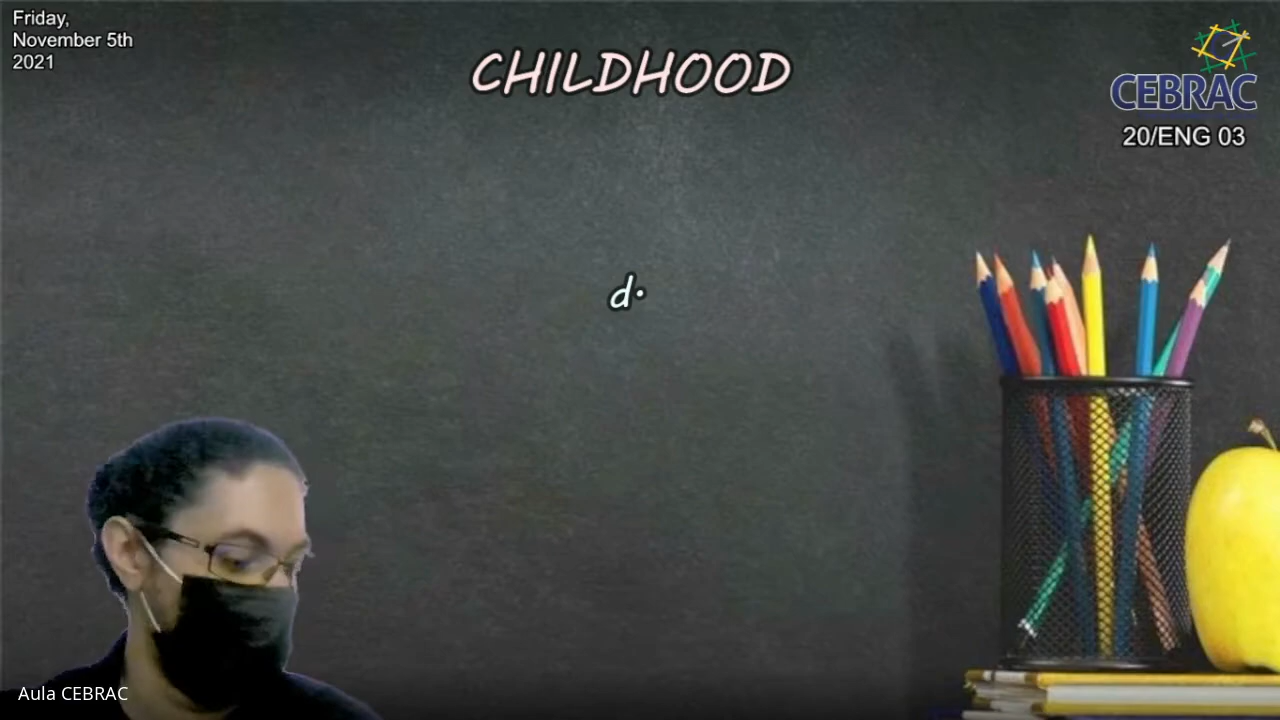 Friday,
November 5th
2021
CHILDHOOD
CEBRAC
20/ENG 03
d•
Aula CEBRAC